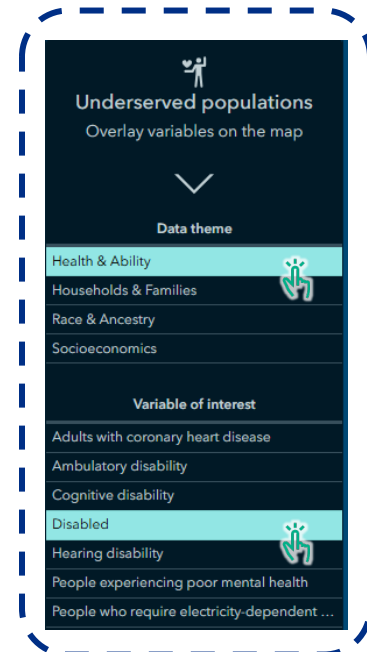 Underserved populations
Overlay variables on the map
Data theme
Health & Ability
Households & Families
Race & Ancestry
Socioeconomics
Variable of interest
Adults with coronary heart disease
Ambulatory disability
Cognitive disability
Disabled
Hearing disability
People experiencing poor mental health
People who require electricity-dependent ...